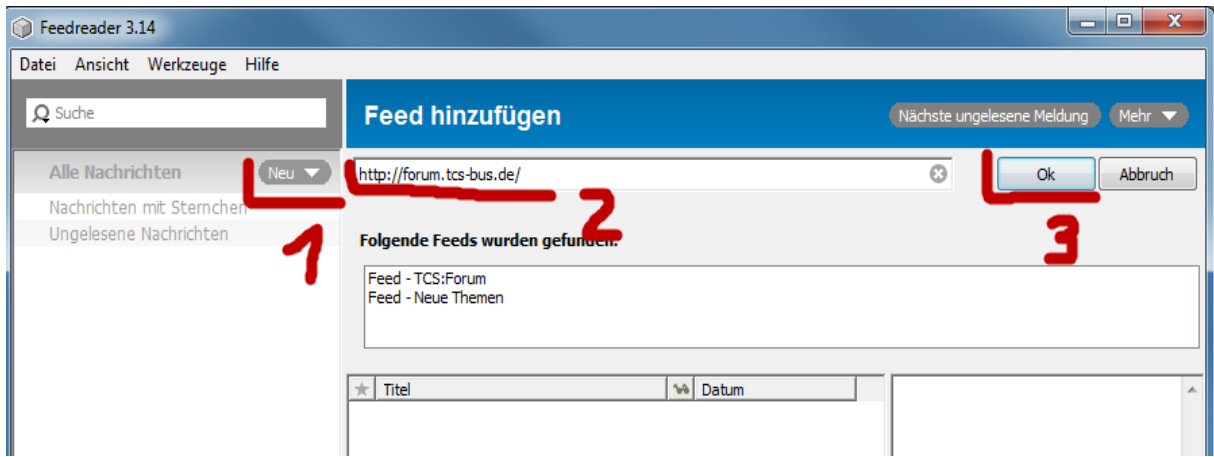 Feedreader 3.14
Datei Ansicht Werkzeuge Hilfe
Suche
Feed hinzufügen
Nächste ungelesene Meldung
Mehr
Alle Nachrichten
Neu
http://forum.tcs-bus.de/
Ok
Abbruch
Nachrichten mit Sternchen
Ungelesene Nachrichten
1
2
3
Folgende Feeds wurden gefunden:
Feed - TCS:Forum
Feed - Neue Themen
Titel
Datum